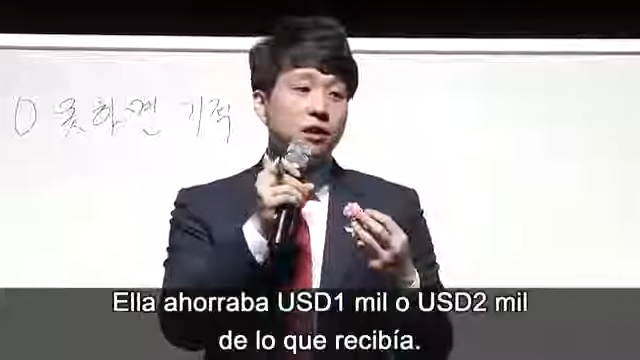 못하면 기적
Ella ahorraba USD1 mil o USD2 mil
de lo que recibía.